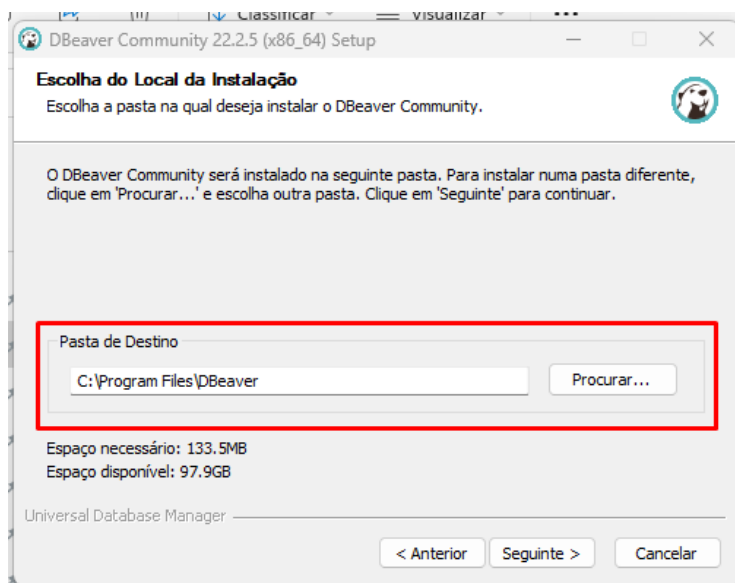 Classificar
Visualizar
DBeaver Community 22.2.5 (x86_64) Setup
Escolha do Local da Instalação
Escolha a pasta na qual deseja instalar o DBeaver Community.
O DBeaver Community será instalado na seguinte pasta. Para instalar numa pasta diferente,
clique em 'Procurar...' e escolha outra pasta. Clique em 'Seguinte' para continuar.
Pasta de Destino
C:\Program Files\DBeaver
Procurar...
Espaço necessário: 133.5MB
Espaço disponível: 97.9GB
Universal Database Manager
< Anterior
Seguinte >
Cancelar